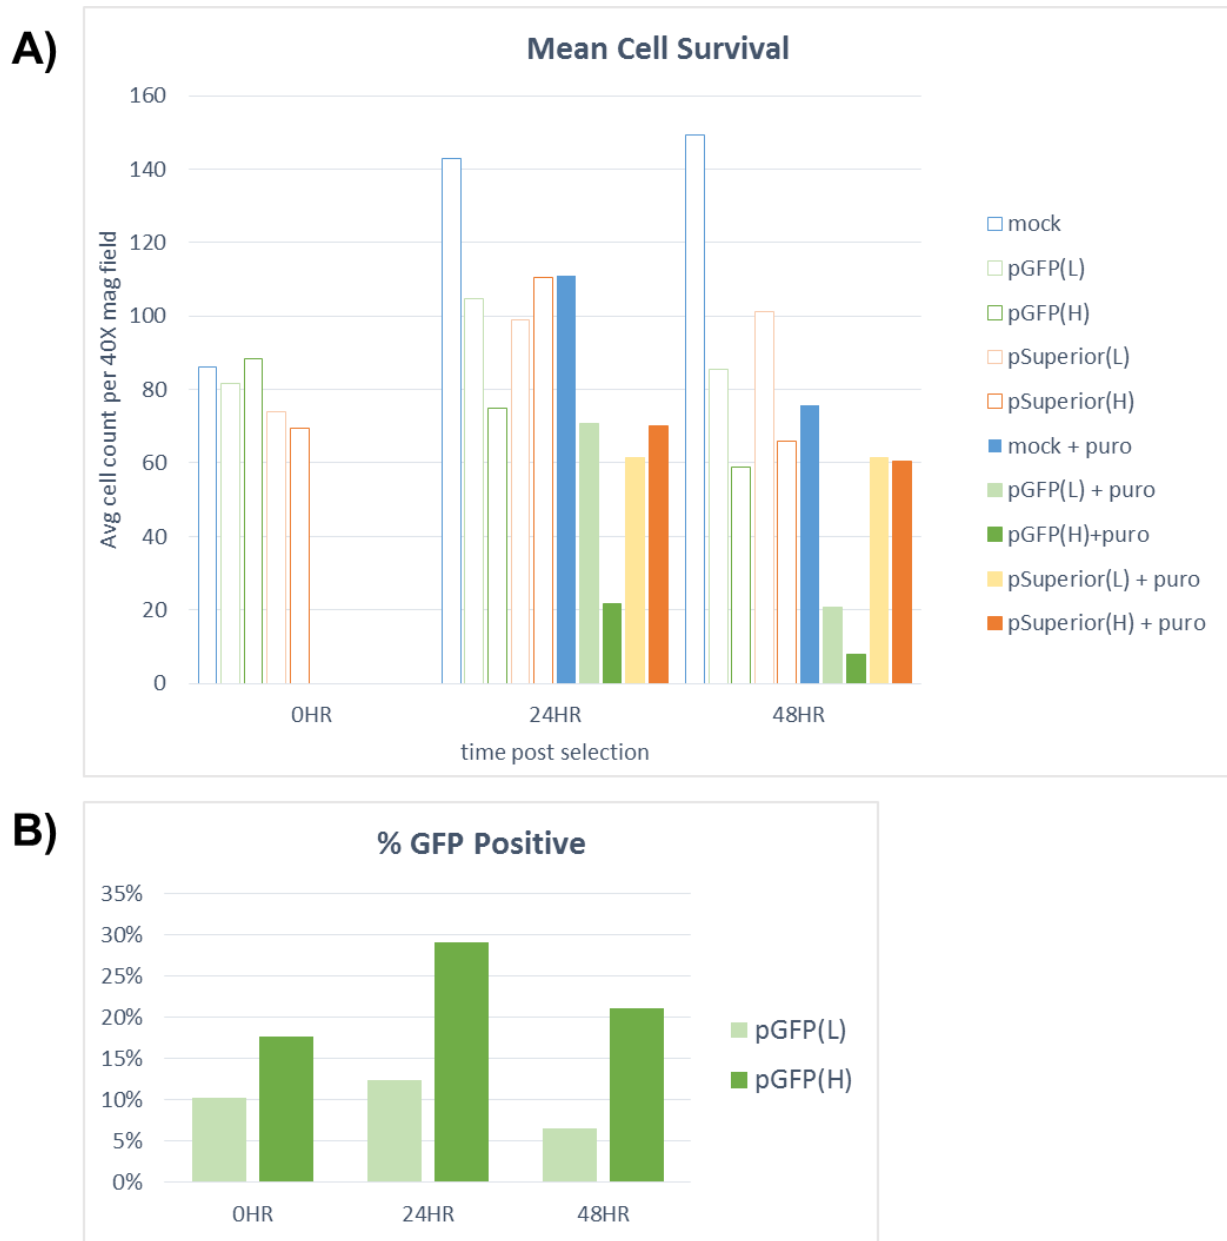 A)
Mean Cell Survival
160
140
120
100
80
60
40
20
0
Avg cell count per 40X mag field
0HR 24HR 48HR
time post selection
mock
pGFP(L)
pGFP(H)
pSuperior(L)
pSuperior(H)
mock + puro
pGFP(L) + puro
pGFP(H)+puro
pSuperior(L) + puro
pSuperior(H) + puro
B)
% GFP Positive
35%
30%
25%
20%
15%
10%
5%
0%
0HR 24HR 48HR
pGFP(L)
pGFP(H)